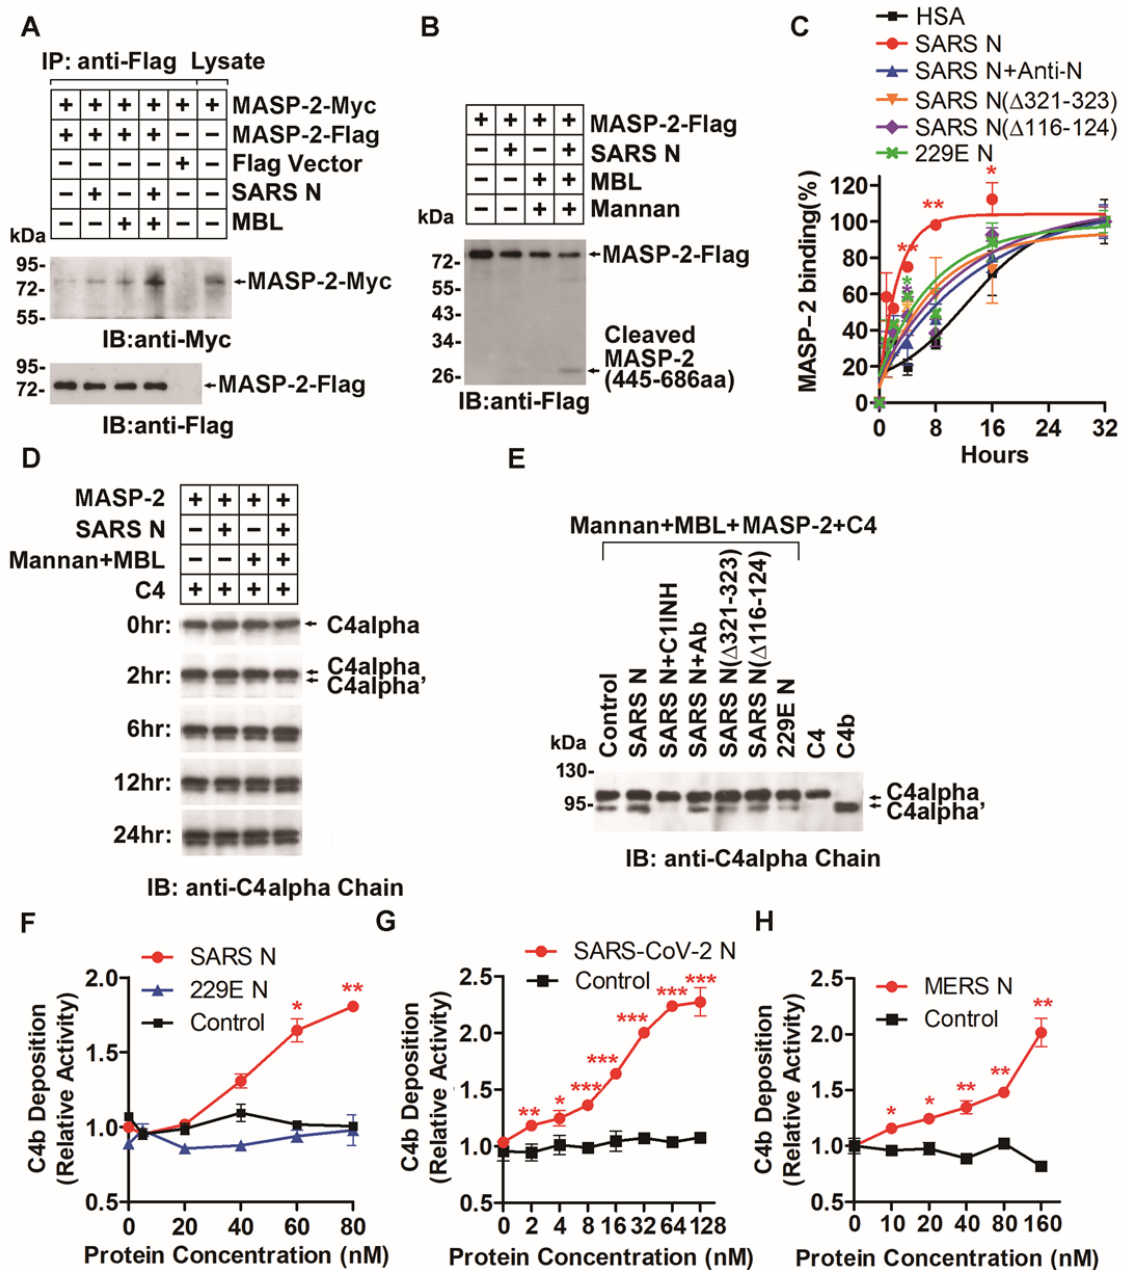 A
IP: anti-Flag Lysate
+ + + + + + MASP-2-Myc
+ + + + − − MASP-2-Flag
− − − − + − Flag Vector
− + − + − − SARS N
− − + + − − MBL
kDa
95-
72- MASP-2-Myc
55-
IB:anti-Myc
95-
72- MASP-2-Flag
IB:anti-Flag
B
+ + + + MASP-2-Flag
− + − + SARS N
− − + + MBL
− − + + Mannan
kDa
72- MASP-2-Flag
55-
43-
34- Cleaved
MASP-2
26- (445-686aa)
IB:anti-Flag
C
HSA
SARS N
SARS N+Anti-N
SARS N(Δ321-323)
SARS N(Δ116-124)
229E N
MASP-2 binding(%)
120
100
80
60
40
20
0
0 8 16 24 32
Hours
** ** * * * *
D
MASP-2 + + + +
SARS N − + − +
Mannan+MBL − − + +
C4 + + + +
0hr: C4alpha
2hr: C4alpha,
C4alpha'
6hr:
12hr:
24hr:
IB: anti-C4alpha Chain
E
Mannan+MBL+MASP-2+C4
Control
SARS N
SARS N+C1INH
SARS N+Ab
SARS N(Δ321-323)
SARS N(Δ116-124)
229E N
C4
C4b
kDa
130-
95- C4alpha,
C4alpha'
IB: anti-C4alpha Chain
F
SARS N
229E N
Control
C4b Deposition
(Relative Activity)
2.0
1.5
1.0
0.5
* **
0 20 40 60 80
Protein Concentration (nM)
G
SARS-CoV-2 N
Control
C4b Deposition
(Relative Activity)
2.5
2.0
1.5
1.0
0.5
** * *** *** *** *** ***
0 2 4 8 16 32 64 128
Protein Concentration (nM)
H
MERS N
Control
C4b Deposition
(Relative Activity)
2.5
2.0
1.5
1.0
0.5
* * ** ** **
0 10 20 40 80 160
Protein Concentration (nM)